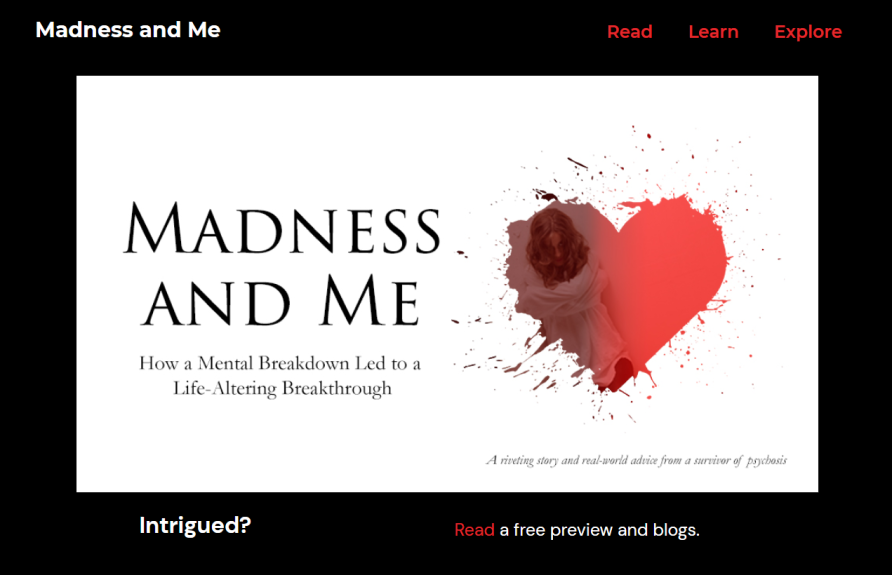 Madness and Me
Read Learn Explore
MADNESS
AND ME
How a Mental Breakdown Led to a
Life-Altering Breakthrough
A riveting story and real-world advice from a survivor of psychosis
Intrigued?
Read a free preview and blogs.